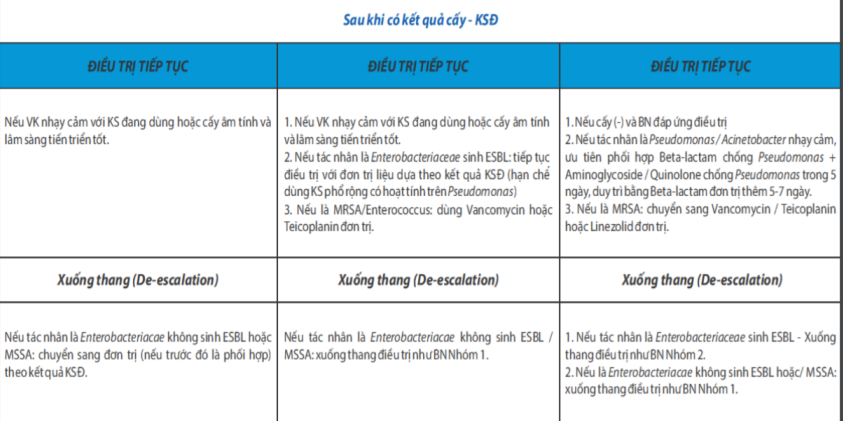 Sau khi có kết quả cấy - KSĐ
ĐIỀU TRỊ TIẾP TỤC
ĐIỀU TRỊ TIẾP TỤC
ĐIỀU TRỊ TIẾP TỤC
Nếu VK nhạy cảm với KS đang dùng hoặc cấy âm tính và
lâm sàng tiến triển tốt.
1. Nếu VK nhạy cảm với KS đang dùng hoặc cấy âm tính
và lâm sàng tiến triển tốt.
2. Nếu tác nhân là Enterobacteriaceae sinh ESBL: tiếp tục
điều trị với đơn trị liệu dựa theo kết quả KSĐ (hạn chế
dùng KS phổ rộng có hoạt tính trên Pseudomonas)
3. Nếu là MRSA/Enterococcus: dùng Vancomycin hoặc
Teicoplanin đơn trị.
1. Nếu cấy (-) và BN đáp ứng điều trị
2. Nếu tác nhân là Pseudomonas / Acinetobacter nhạy cảm,
ưu tiên phối hợp Beta-lactam chống Pseudomonas +
Aminoglycoside / Quinolone chống Pseudomonas trong 5
ngày, duy trì bằng Beta-lactam đơn trị thêm 5-7 ngày.
3. Nếu là MRSA: chuyển sang Vancomycin / Teicoplanin
hoặc Linezolid đơn trị.
Xuống thang (De-escalation)
Xuống thang (De-escalation)
Xuống thang (De-escalation)
Nếu tác nhân là Enterobacteriacae không sinh ESBL hoặc
MSSA: chuyển sang đơn trị (nếu trước đó là phối hợp)
theo kết quả KSĐ.
Nếu tác nhân là Enterobacteriacae không sinh ESBL /
MSSA: xuống thang điều trị như BN Nhóm 1.
1. Nếu tác nhân là Enterobacteriaceae sinh ESBL - Xuống
thang điều trị như BN Nhóm 2.
2. Nếu là Enterobacteriacae không sinh ESBL hoặc/ MSSA:
xuống thang điều trị như BN Nhóm 1.